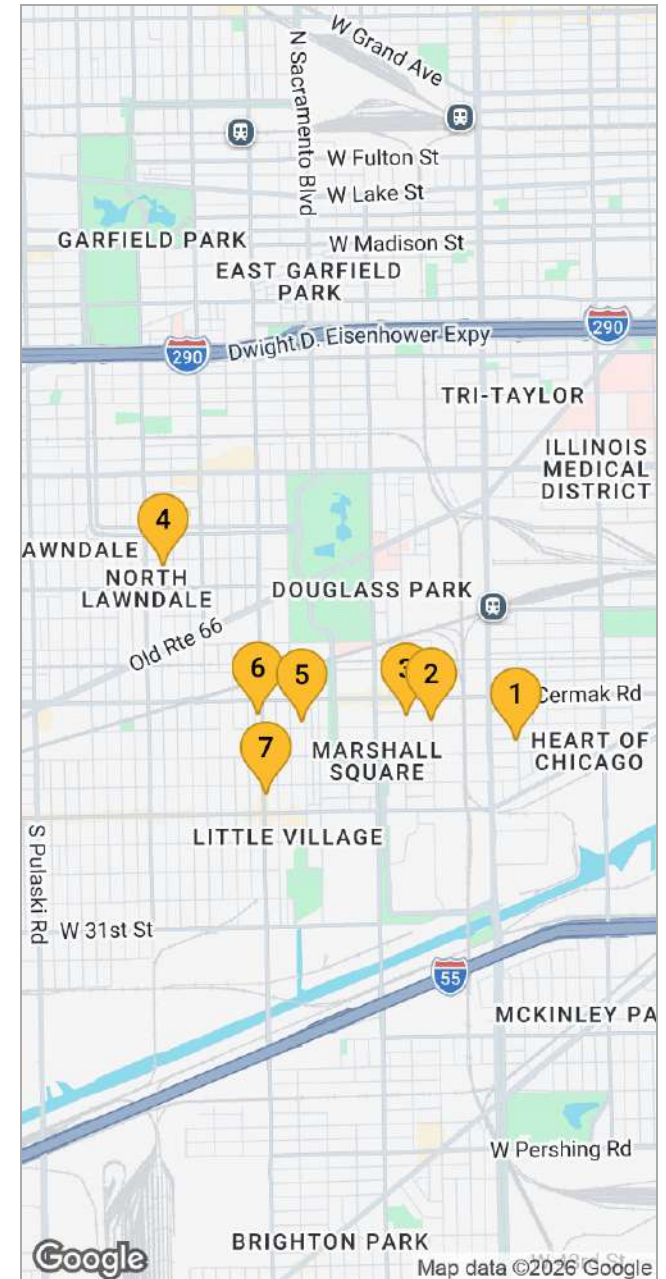 W Grand Ave
N Sacramento Blvd
W Fulton St
W Lake St
GARFIELD PARK
W Madison St
EAST GARFIELD
PARK
290
290
Dwight D. Eisenhower Expy
TRI-TAYLOR
ILLINOIS
MEDICAL
DISTRICT
4
AWNDALE
NORTH
LAWNDALE
DOUGLASS PARK
Old Rte 66
6
5
3
2
1
Cermak Rd
7
MARSHALL
SQUARE
HEART OF
CHICAGO
LITTLE VILLAGE
S Pulaski Rd
W 31st St
55
MCKINLEY PA
W Pershing Rd
BRIGHTON PARK
Google
Map data ©2026 Google